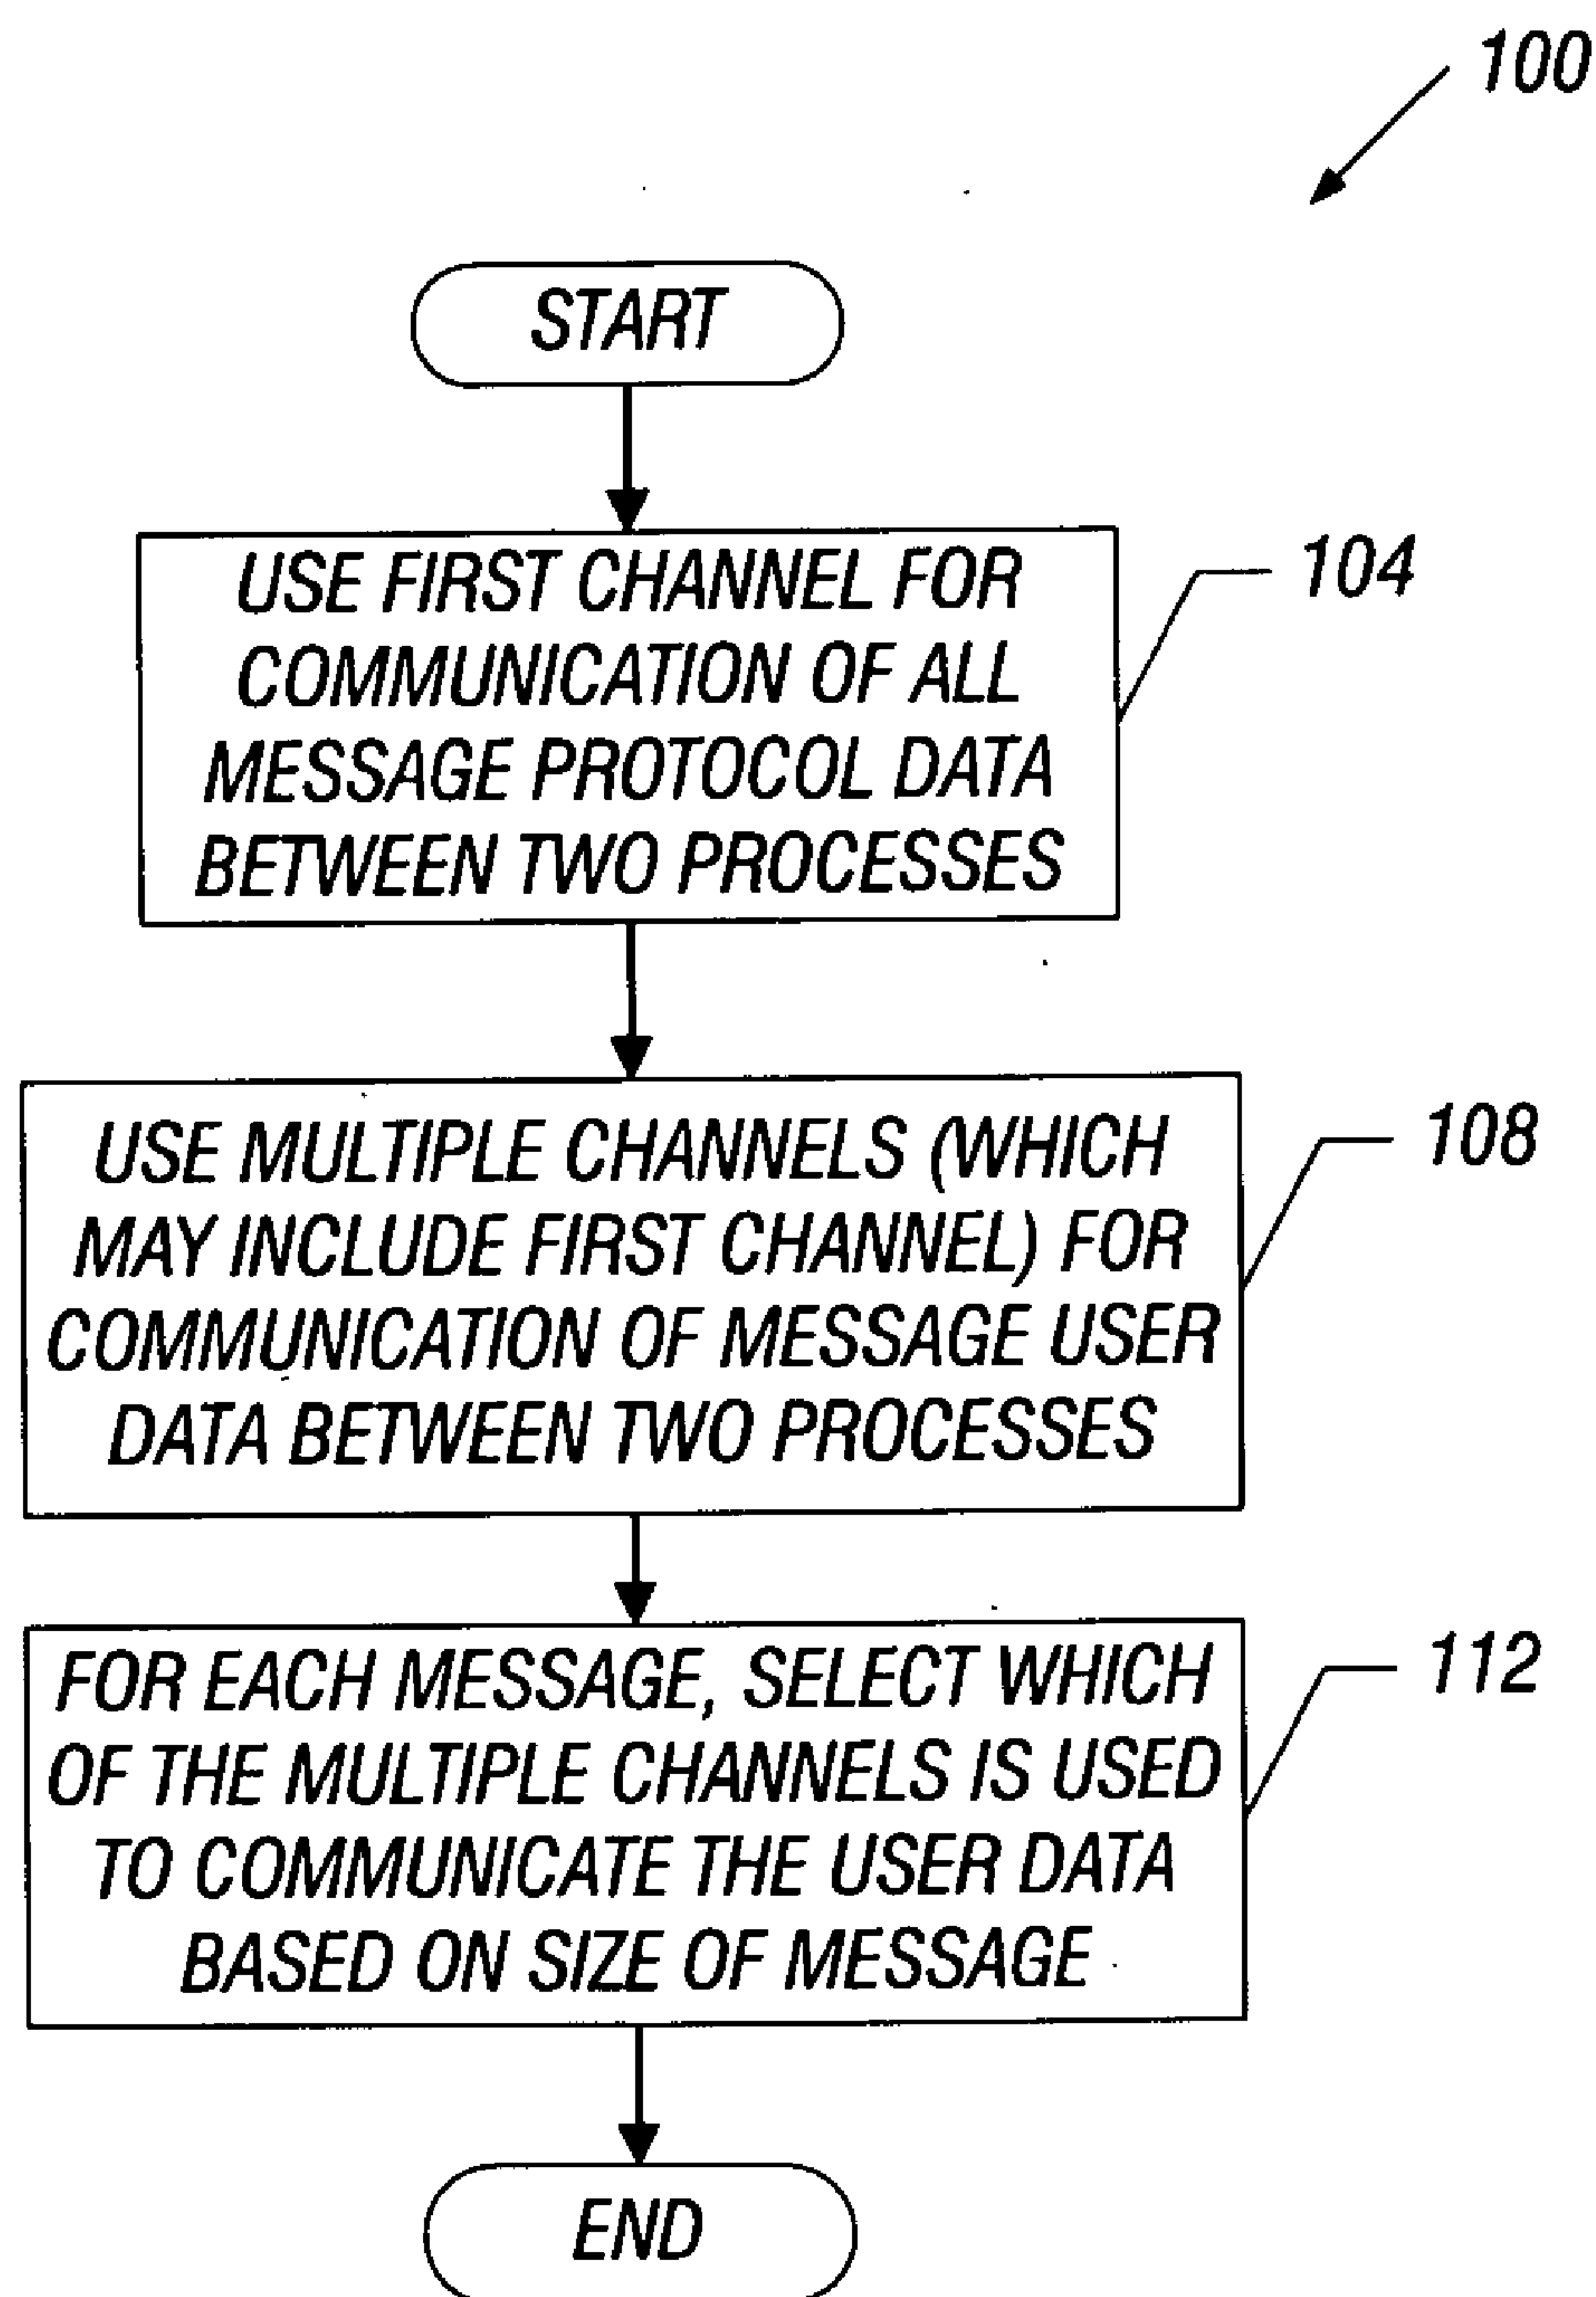 100
START
USE FIRST CHANNEL FOR
COMMUNICATION OF ALL
MESSAGE PROTOCOL DATA
BETWEEN TWO PROCESSES
104
USE MULTIPLE CHANNELS (WHICH
MAY INCLUDE FIRST CHANNEL) FOR
COMMUNICATION OF MESSAGE USER
DATA BETWEEN TWO PROCESSES
108
FOR EACH MESSAGE, SELECT WHICH
OF THE MULTIPLE CHANNELS IS USED
TO COMMUNICATE THE USER DATA
BASED ON SIZE OF MESSAGE
112
END